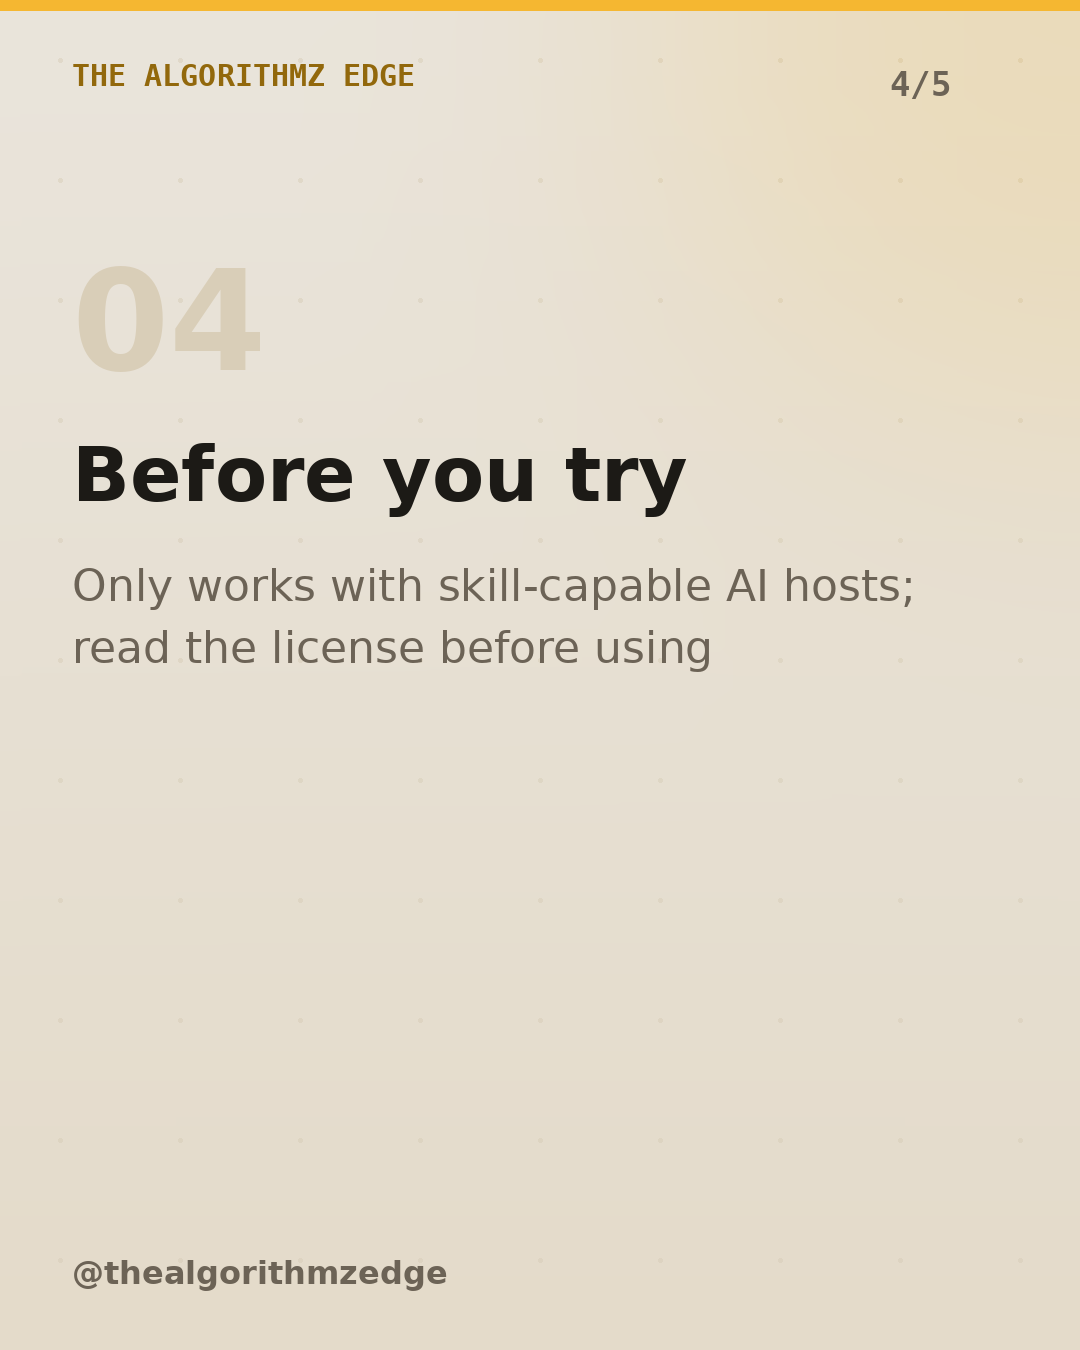 THE ALGORITHMZ EDGE
4/5
04
Before you try
Only works with skill-capable AI hosts;
read the license before using
@thealgorithmzedge